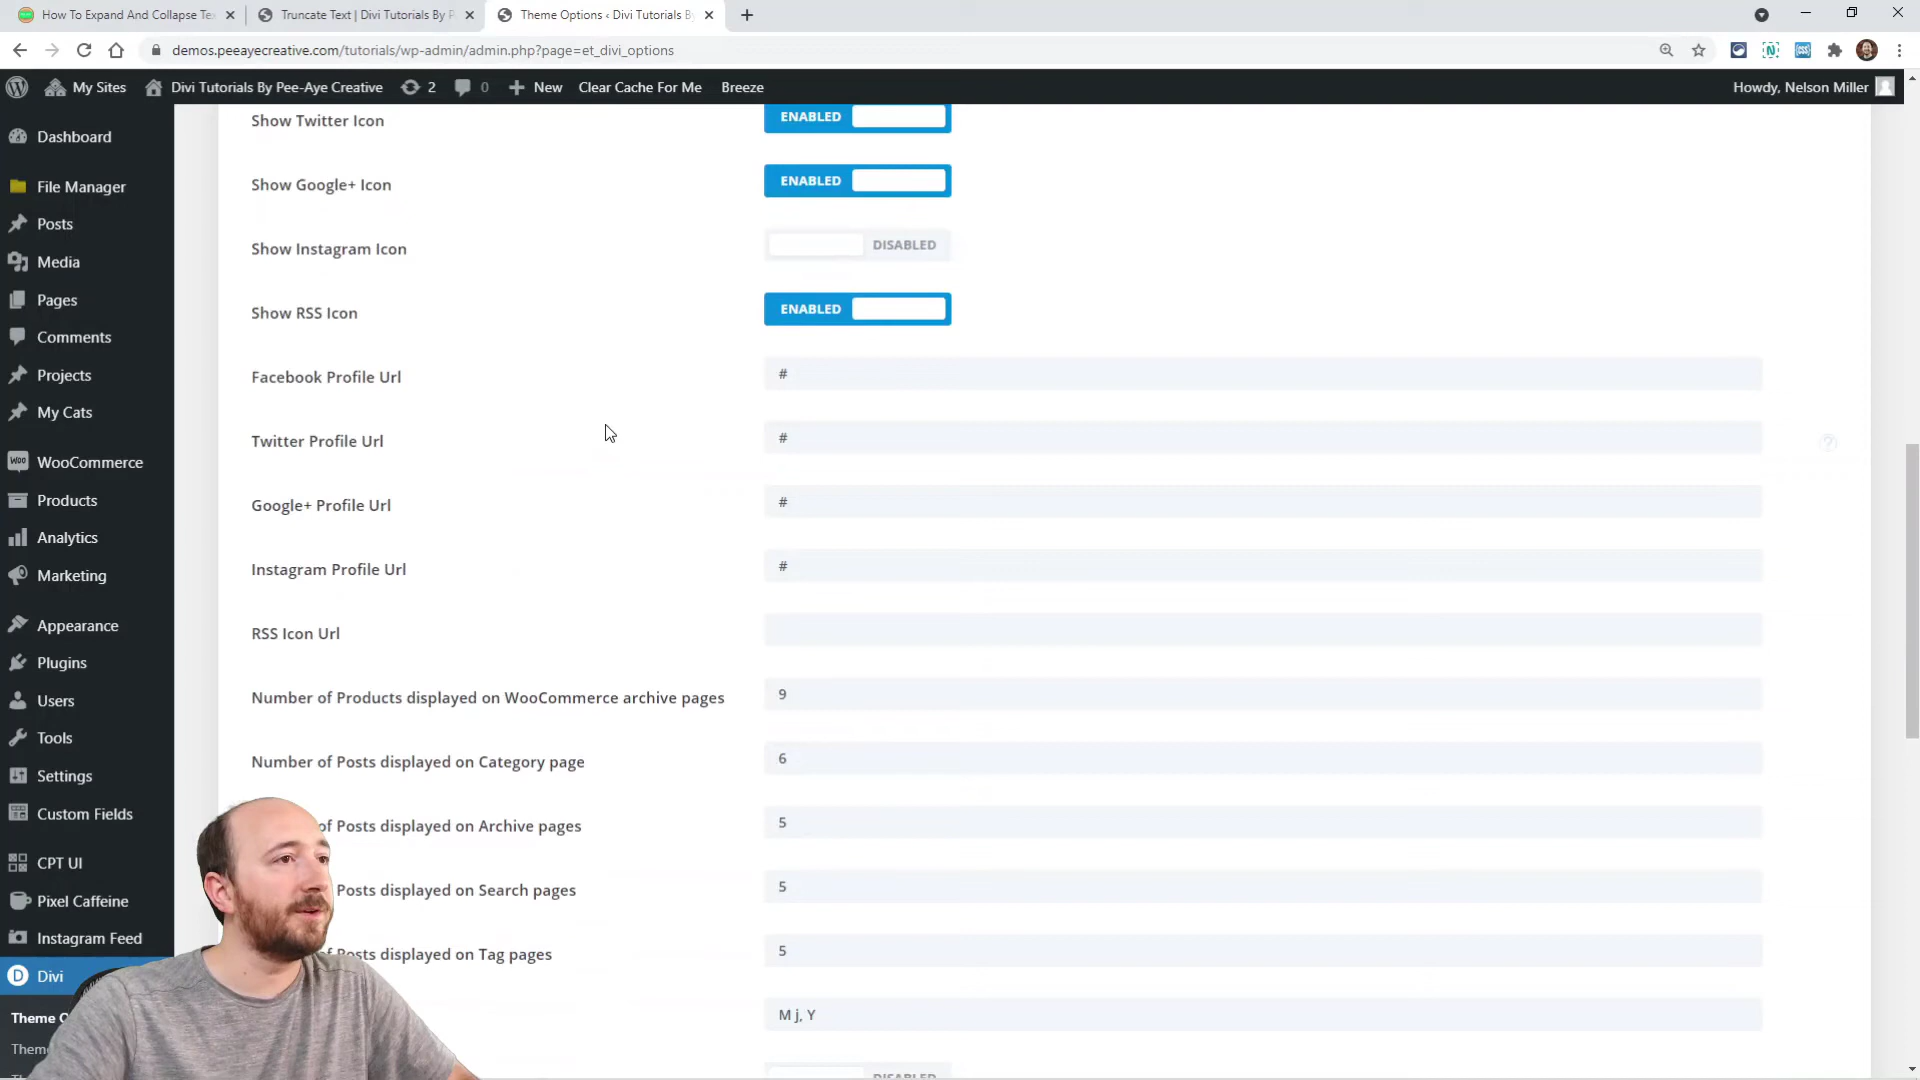 How To Expand And Collapse Te
Truncate Text | Divi Tutorials By P
Theme Options ‹ Divi Tutorials B
demos.peeayecreative.com/tutorials/wp-admin/admin.php?page=et_divi_options
My Sites
Divi Tutorials By Pee-Aye Creative
2
0
New
Clear Cache For Me
Breeze
Howdy, Nelson Miller
Dashboard
File Manager
Posts
Media
Pages
Comments
Projects
My Cats
WooCommerce
Products
Analytics
Marketing
Appearance
Plugins
Users
Tools
Settings
Custom Fields
CPT UI
Pixel Caffeine
Instagram Feed
Divi
Theme O
Them
Show Twitter Icon ENABLED
Show Google+ Icon ENABLED
Show Instagram Icon DISABLED
Show RSS Icon ENABLED
Facebook Profile Url #
Twitter Profile Url #
Google+ Profile Url #
Instagram Profile Url #
RSS Icon Url
Number of Products displayed on WooCommerce archive pages 9
Number of Posts displayed on Category page 6
of Posts displayed on Archive pages 5
Posts displayed on Search pages 5
Posts displayed on Tag pages 5
M j, Y
DISABLED